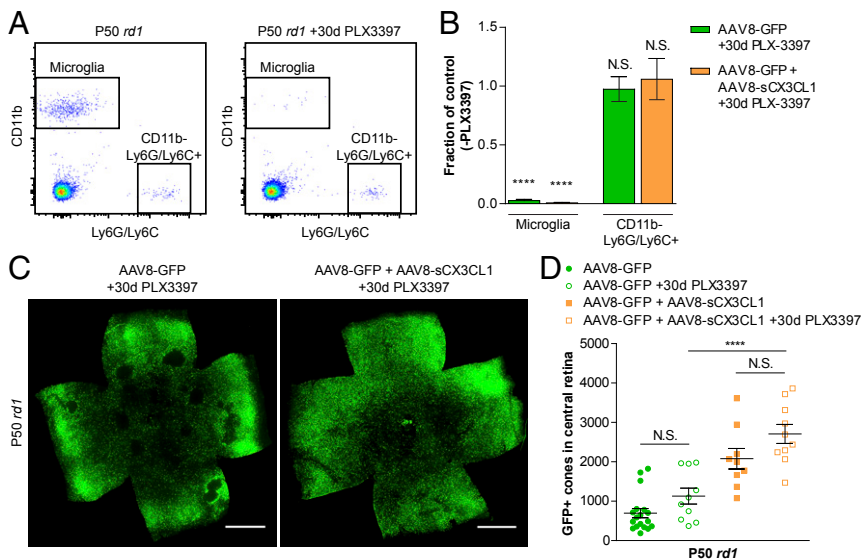 A
P50 rd1
P50 rd1 +30d PLX3397
CD11b
Microglia
CD11b-
Ly6G/Ly6C+
Ly6G/Ly6C
CD11b
Microglia
CD11b-
Ly6G/Ly6C+
Ly6G/Ly6C
B
Fraction of control
(-PLX3397)
1.5
1.0
0.5
0.0
****
****
N.S.
N.S.
Microglia
CD11b-
Ly6G/Ly6C+
AAV8-GFP
+30d PLX-3397
AAV8-GFP +
AAV8-sCX3CL1
+30d PLX-3397
C
AAV8-GFP
+30d PLX3397
AAV8-GFP + AAV8-sCX3CL1
+30d PLX3397
P50 rd1
D
AAV8-GFP
AAV8-GFP +30d PLX3397
AAV8-GFP + AAV8-sCX3CL1
AAV8-GFP + AAV8-sCX3CL1 +30d PLX3397
GFP+ cones in central retina
5000
4000
3000
2000
1000
0
****
N.S.
N.S.
P50 rd1